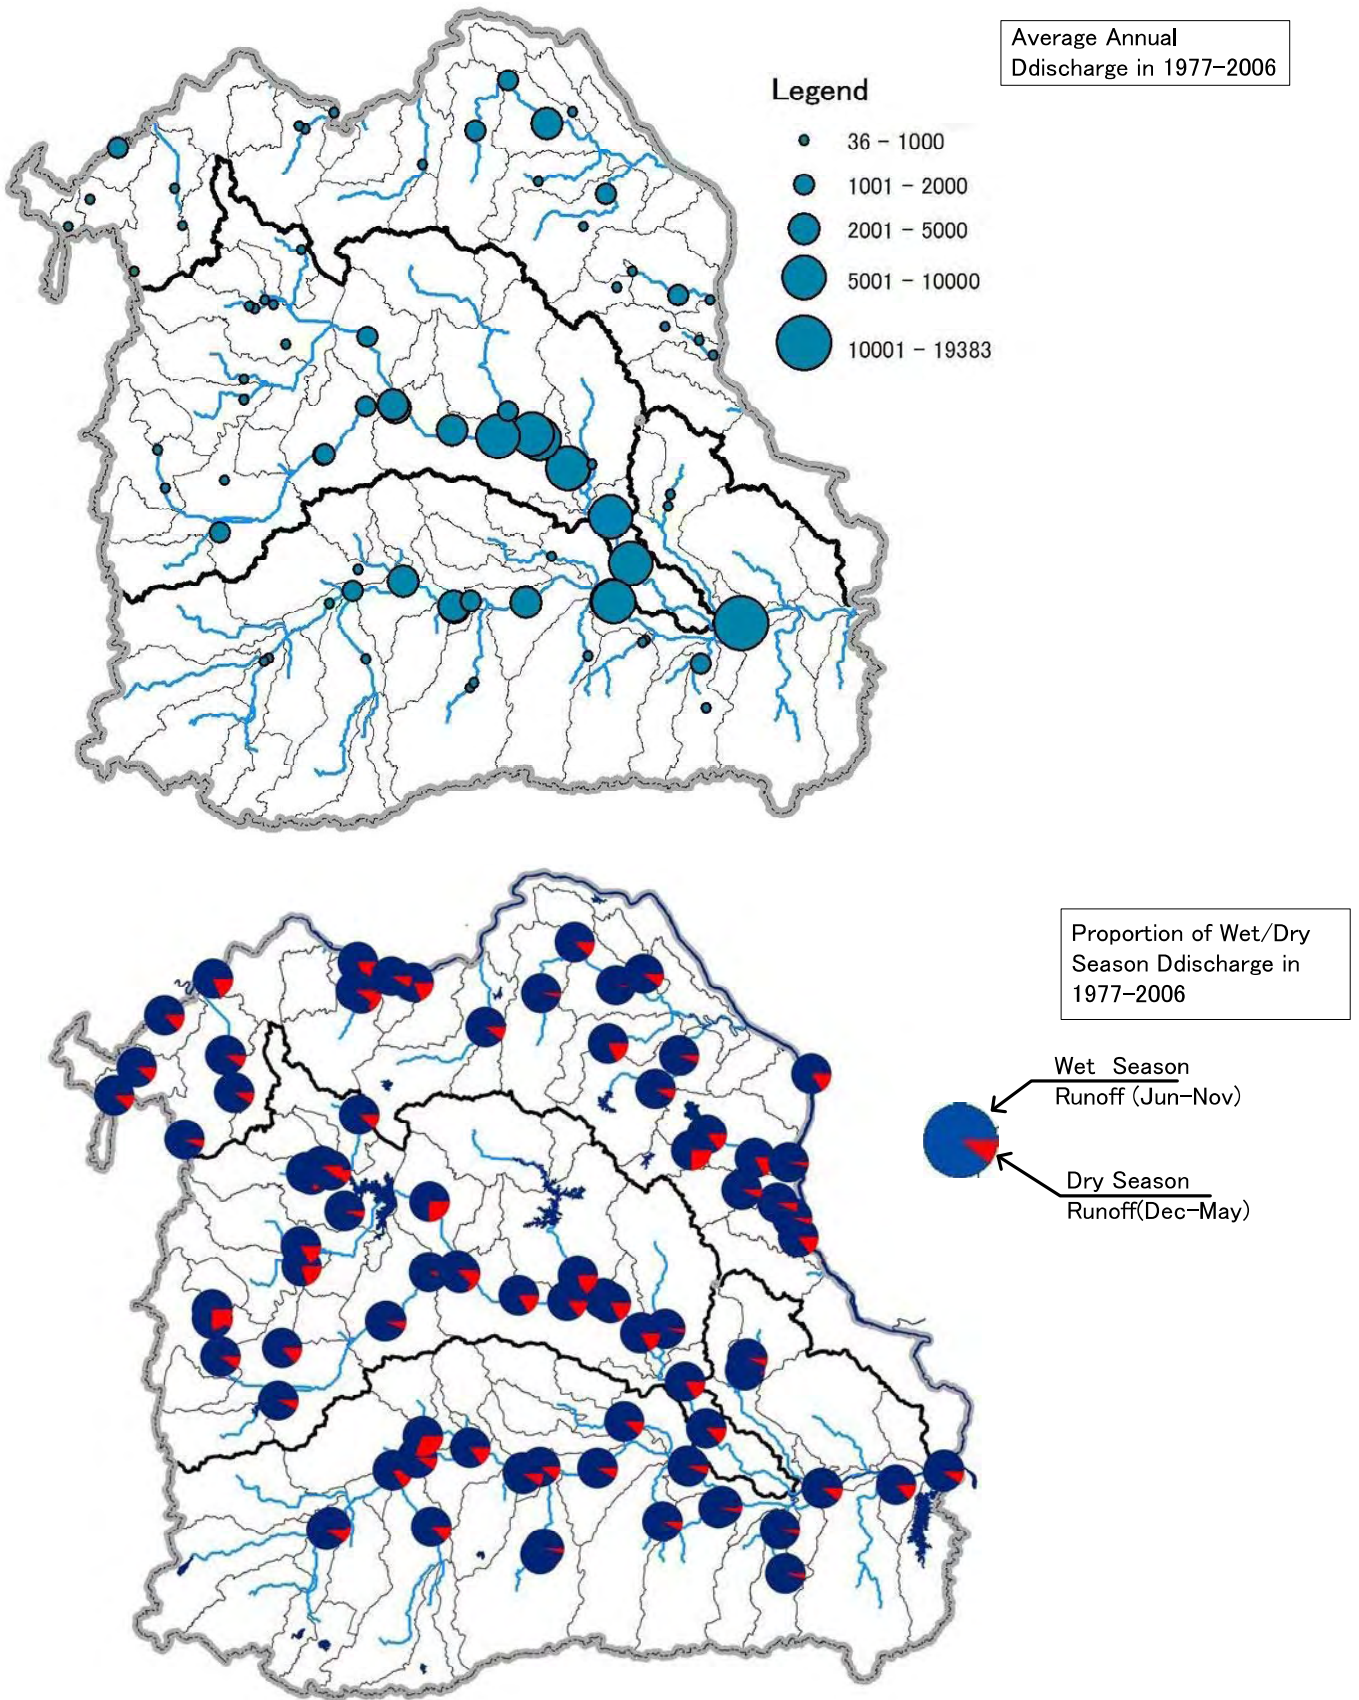 Average Annual
Ddischarge in 1977-2006
Legend
36 - 1000
1001 - 2000
2001 - 5000
5001 - 10000
10001 - 19383
Proportion of Wet/Dry
Season Ddischarge in
1977-2006
Wet Season
Runoff (Jun-Nov)
Dry Season
Runoff(Dec-May)